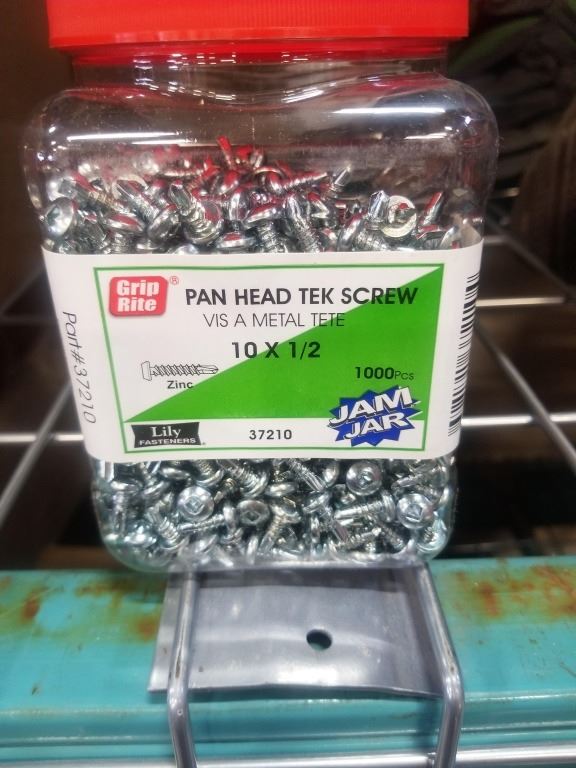 Grip
Rite®
PAN HEAD TEK SCREW
VIS A METAL TETE
10 X 1/2
1000Pcs
Zinc
JAM
JAR
Lily
FASTENERS
37210
Part#37210